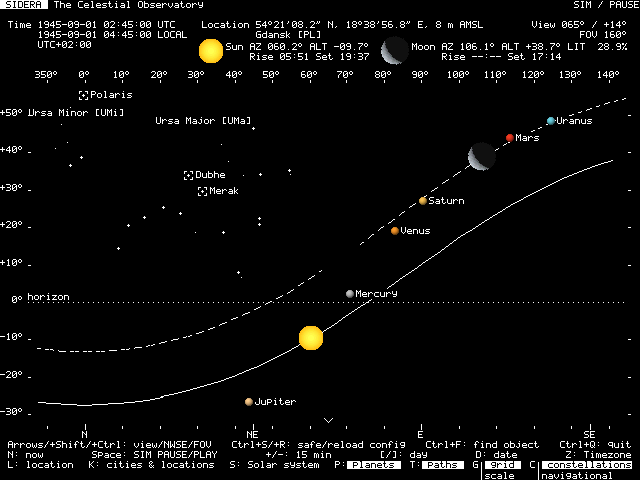 SIDERA The Celestial Observatory SIM / PAUSE
Time 1945-09-01 02:45:00 UTC Location 54°21'08.2" N, 18°38'56.8" E, 8 m AMSL View 065° / +14°
1945-09-01 04:45:00 LOCAL Gdansk [PL] FOV 160°
UTC+02:00 Sun AZ 060.2° ALT -09.7° Moon AZ 106.1° ALT +38.7° LIT 28.9%
Rise 05:51 Set 19:37 Rise --:-- Set 17:14
350° 0° 10° 20° 30° 40° 50° 60° 70° 80° 90° 100° 110° 120° 130° 140°
Polaris
+50° Ursa Minor [UMi]
Ursa Major [UMa] Uranus
Mars
+40°
Dubhe
+30° Merak
Saturn
+20°
Venus
+10°
Mercury
0° horizon
-10°
-20°
Jupiter
-30°
N NE E SE
Arrows/+Shift/+Ctrl: view/NWSE/FOV Ctrl+S/+R: safe/reload config Ctrl+F: find object Ctrl+Q: quit
N: now Space: SIM PAUSE/PLAY +/-: 15 min [/]: day D: date Z: Timezone
L: location K: cities & locations S: Solar system P: Planets T: Paths G: grid C: constellations
scale navigational